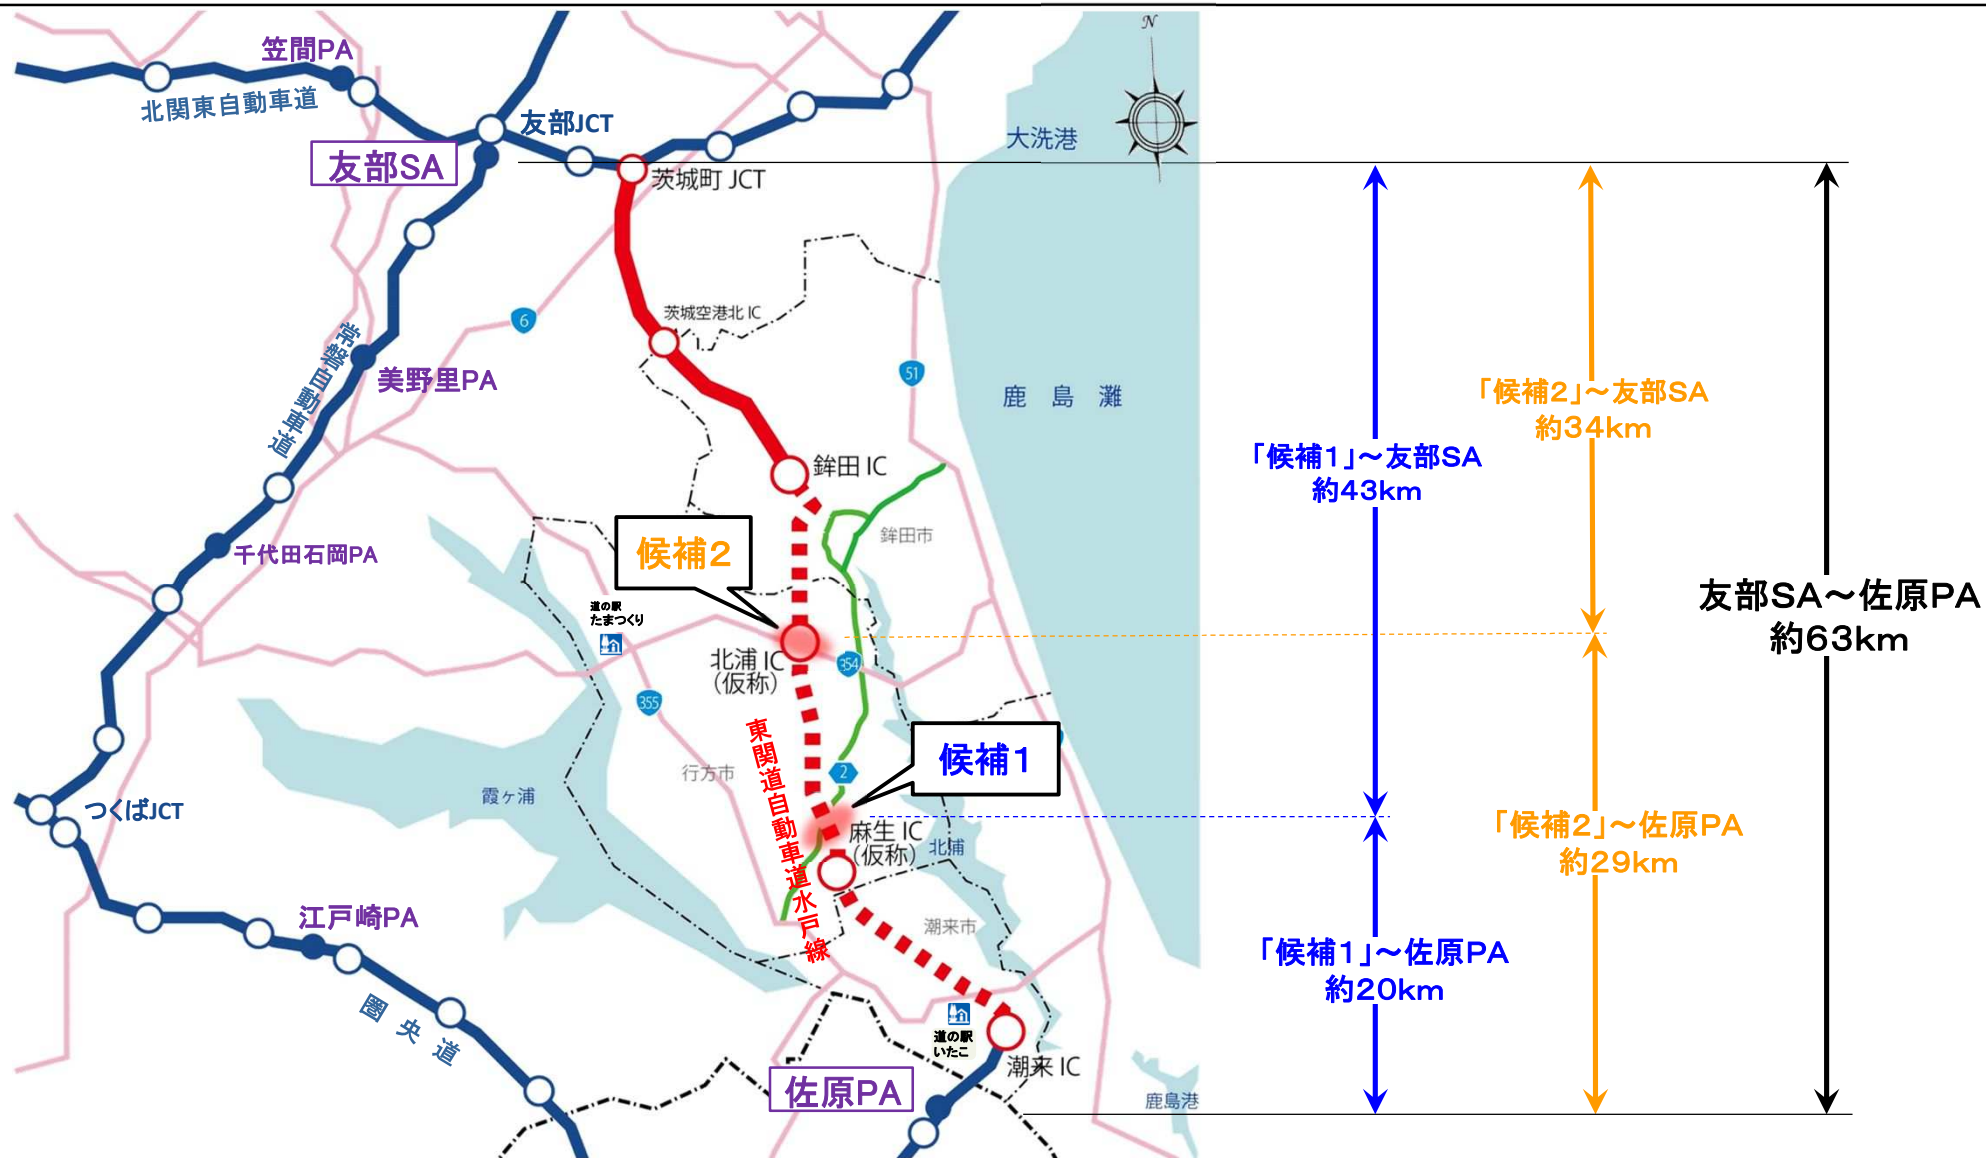 N
笠間PA
北関東自動車道
友部JCT
友部SA
大洗港
茨城町 JCT
茨城空港北 IC
6
51
常磐自動車道
美野里PA
鹿島灘
「候補2」～友部SA
約34km
「候補1」～友部SA
約43km
鉾田 IC
鉾田市
千代田石岡PA
候補2
道の駅
たまつくり
友部SA～佐原PA
約63km
北浦 IC
（仮称）
354
355
東関道自動車道水戸線
候補1
行方市
2
霞ヶ浦
つくばJCT
麻生 IC
（仮称）
北浦
「候補2」～佐原PA
約29km
江戸崎PA
潮来市
「候補1」～佐原PA
約20km
圏央道
道の駅
いたこ
潮来 IC
佐原PA
鹿島港